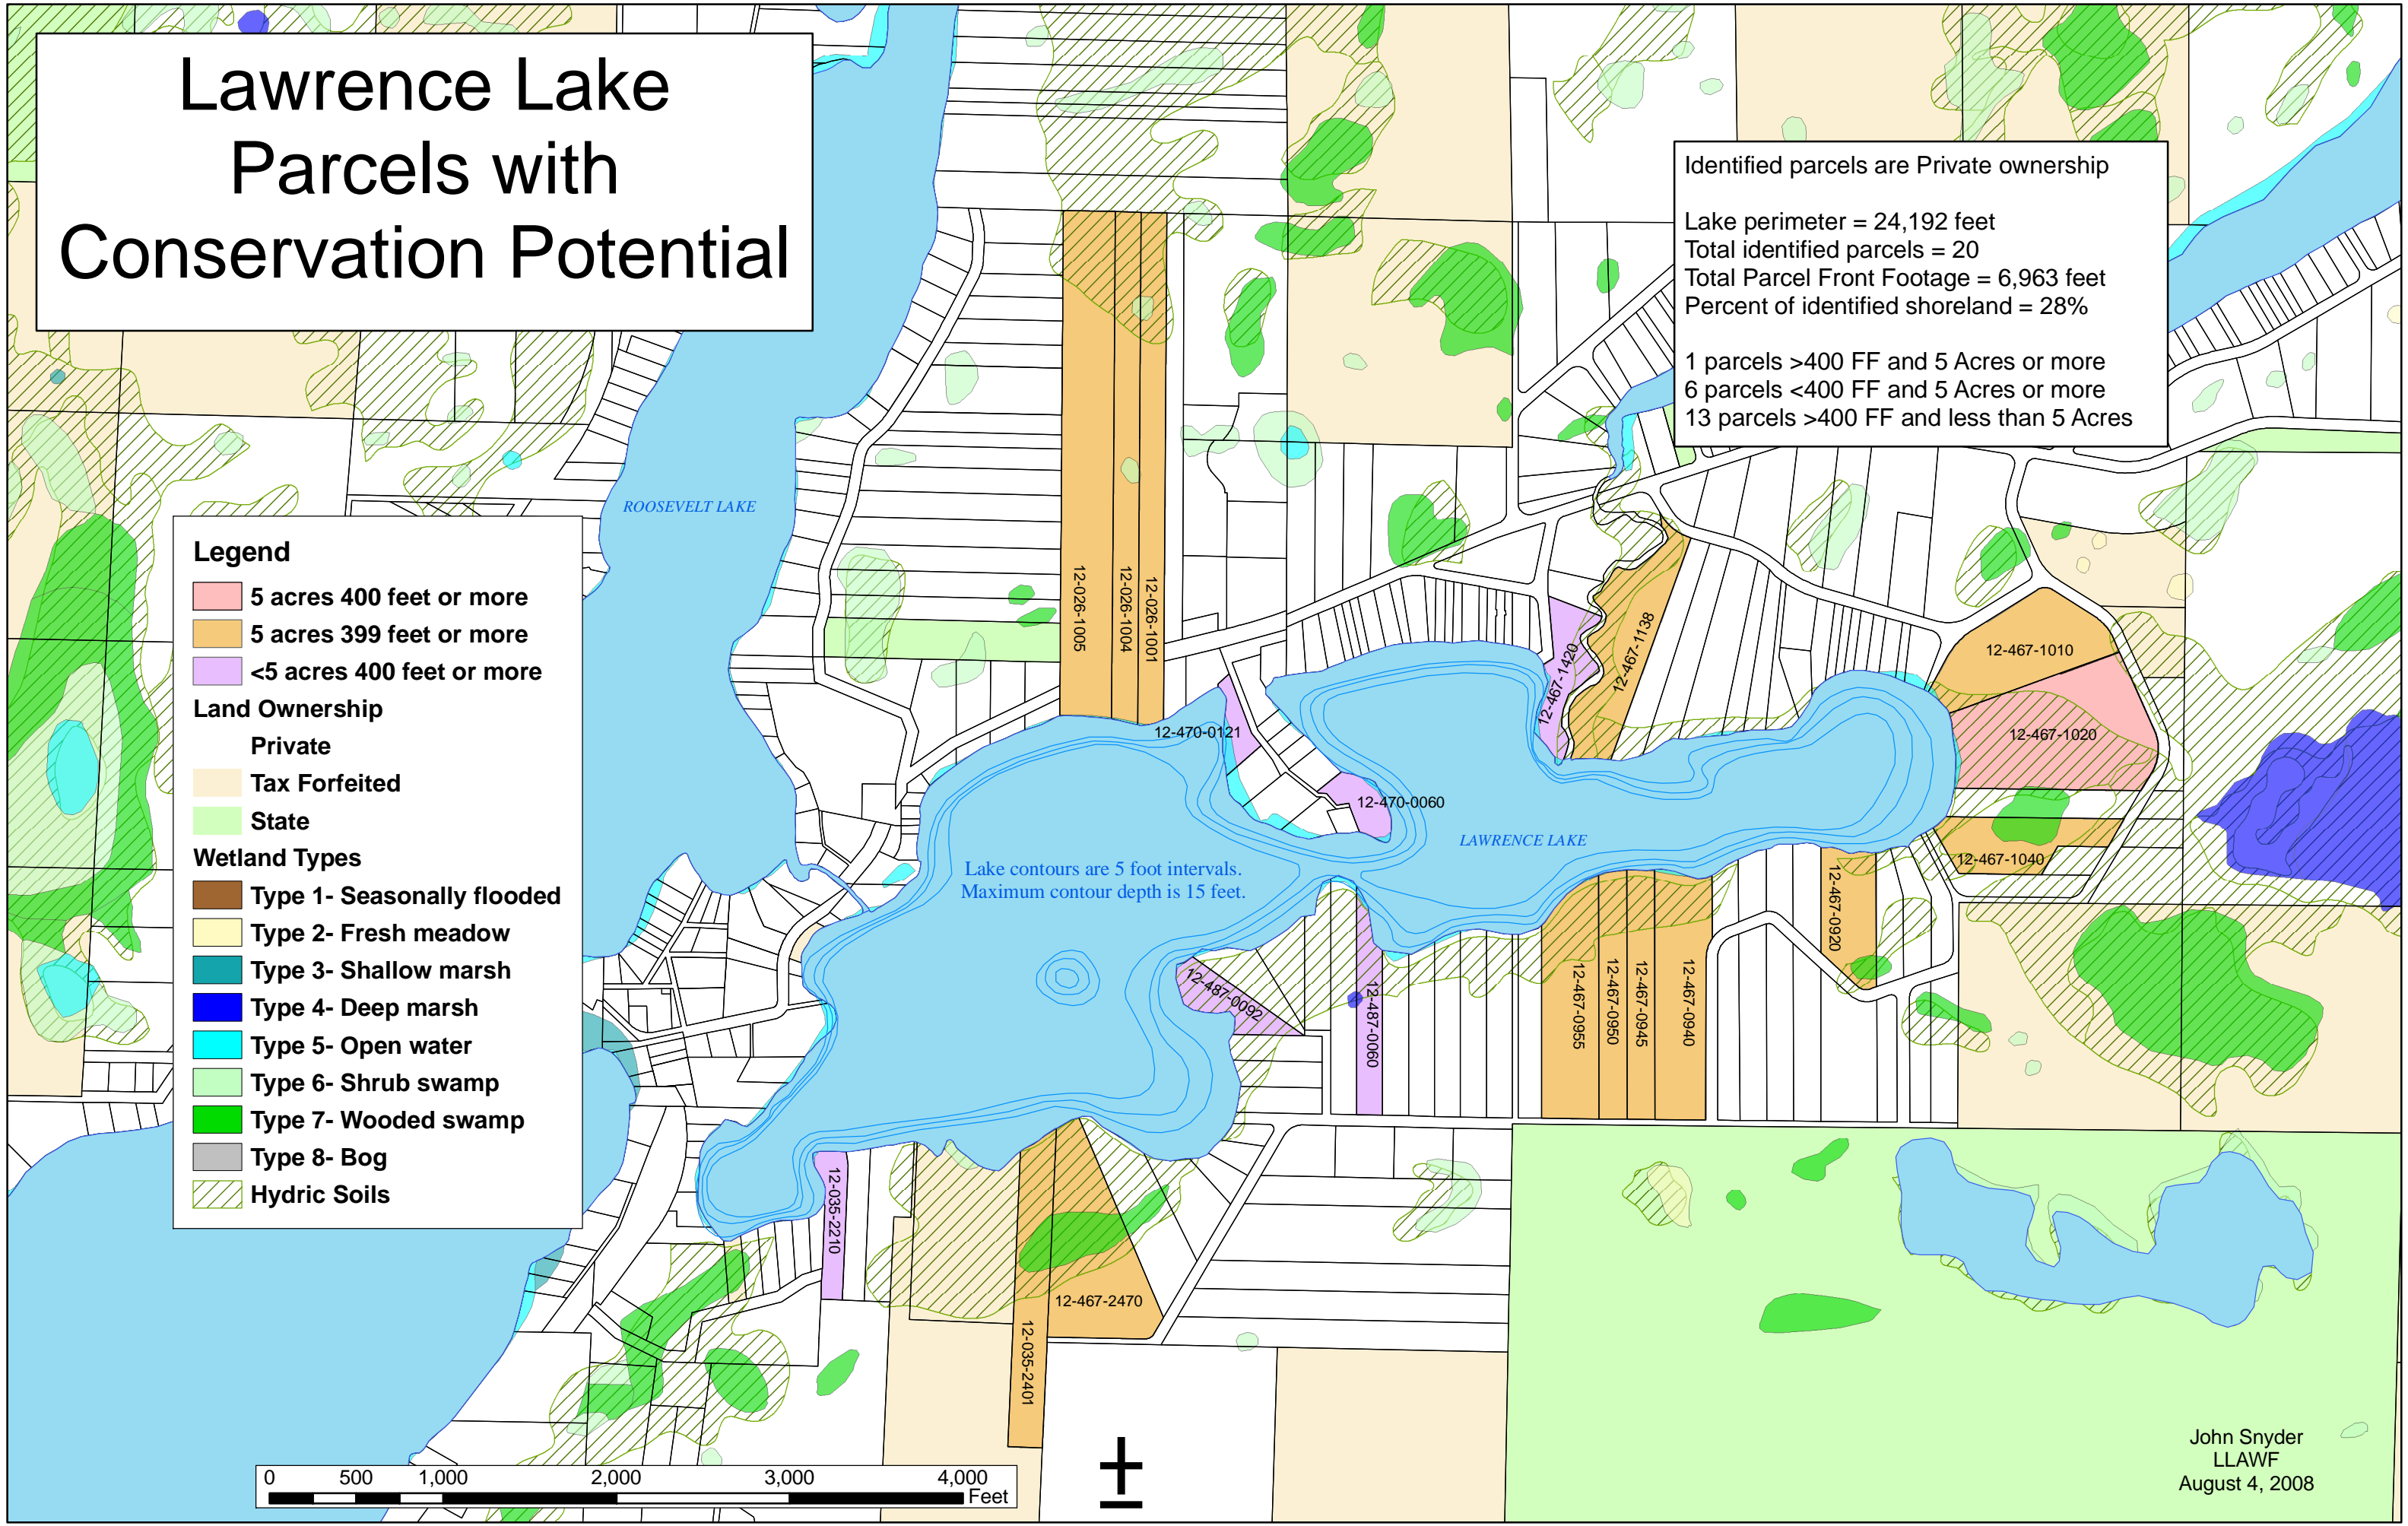 Lawrence Lake
Parcels with
Conservation Potential
Identified parcels are Private ownership
Lake perimeter = 24,192 feet
Total identified parcels = 20
Total Parcel Front Footage = 6,963 feet
Percent of identified shoreland = 28%
1 parcels >400 FF and 5 Acres or more
6 parcels <400 FF and 5 Acres or more
13 parcels >400 FF and less than 5 Acres
ROOSEVELT LAKE
Legend
5 acres 400 feet or more
5 acres 399 feet or more
<5 acres 400 feet or more
Land Ownership
Private
Tax Forfeited
State
Wetland Types
Type 1- Seasonally flooded
Type 2- Fresh meadow
Type 3- Shallow marsh
Type 4- Deep marsh
Type 5- Open water
Type 6- Shrub swamp
Type 7- Wooded swamp
Type 8- Bog
Hydric Soils
12-026-1005
12-026-1004
12-026-1001
12-467-1420
12-467-1138
12-467-1010
12-470-0121
12-467-1020
12-470-0060
LAWRENCE LAKE
Lake contours are 5 foot intervals.
Maximum contour depth is 15 feet.
12-467-1040
12-467-0920
12-487-0092
12-487-0060
12-467-0955
12-467-0950
12-467-0945
12-467-0940
12-035-2210
12-467-2470
12-035-2401
0 500 1,000 2,000 3,000 4,000
Feet
John Snyder
LLAWF
August 4, 2008